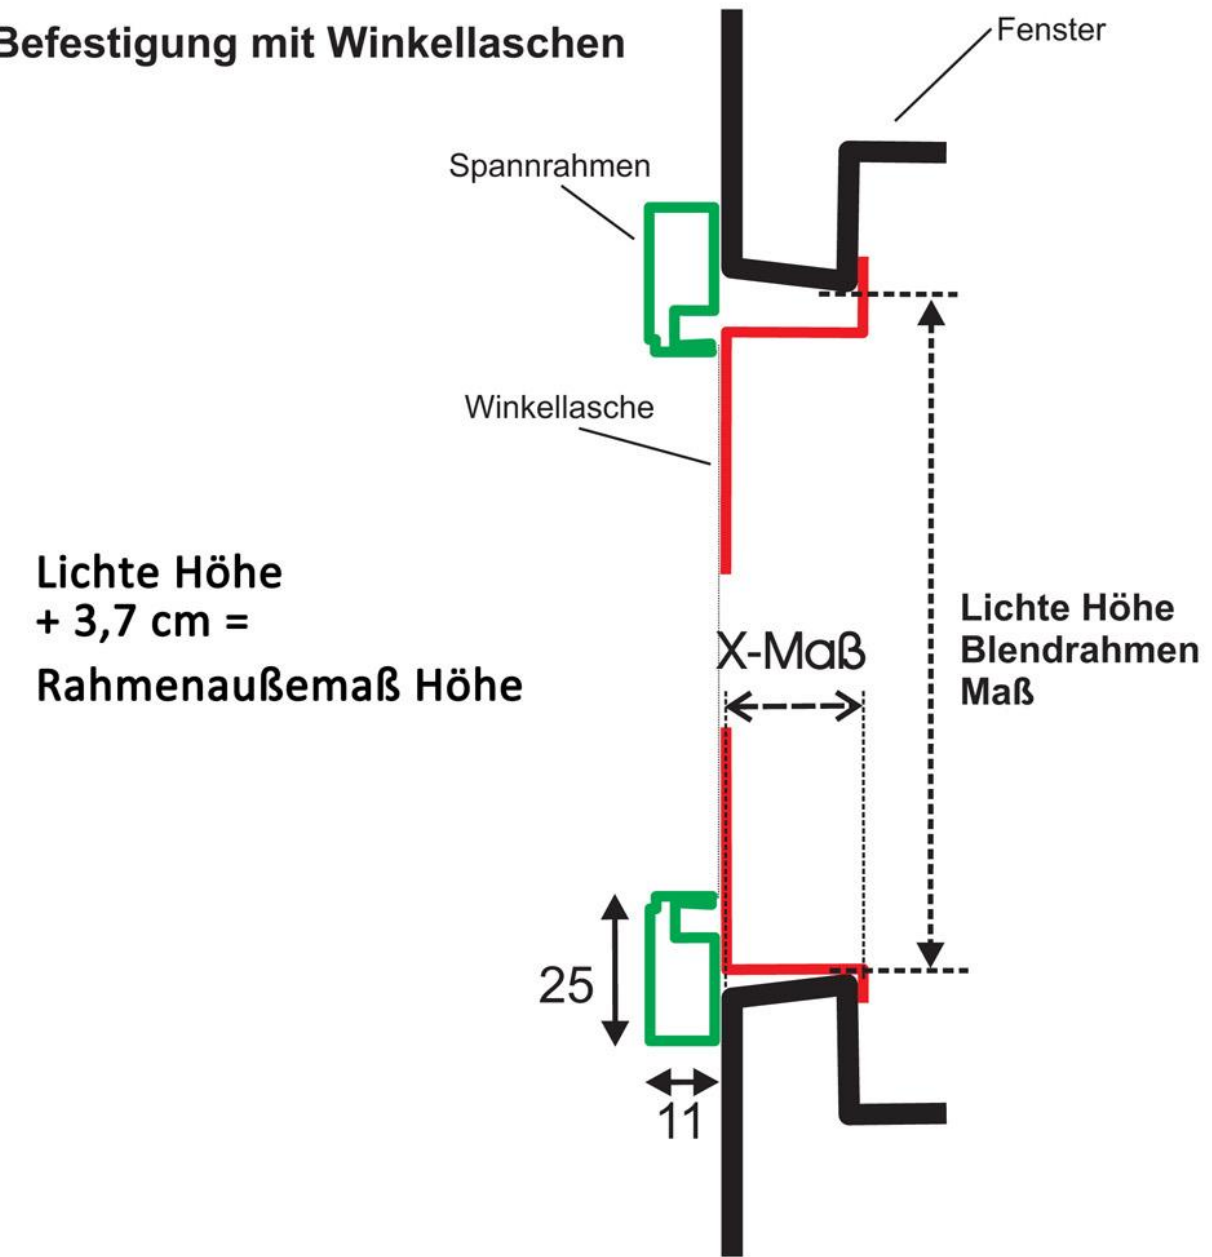 Befestigung mit Winkellaschen
Fenster
Spannrahmen
Winkellasche
Lichte Höhe
+ 3,7 cm =
Rahmenaußemaß Höhe
X-Maß
Lichte Höhe
Blendrahmen
Maß
25
11